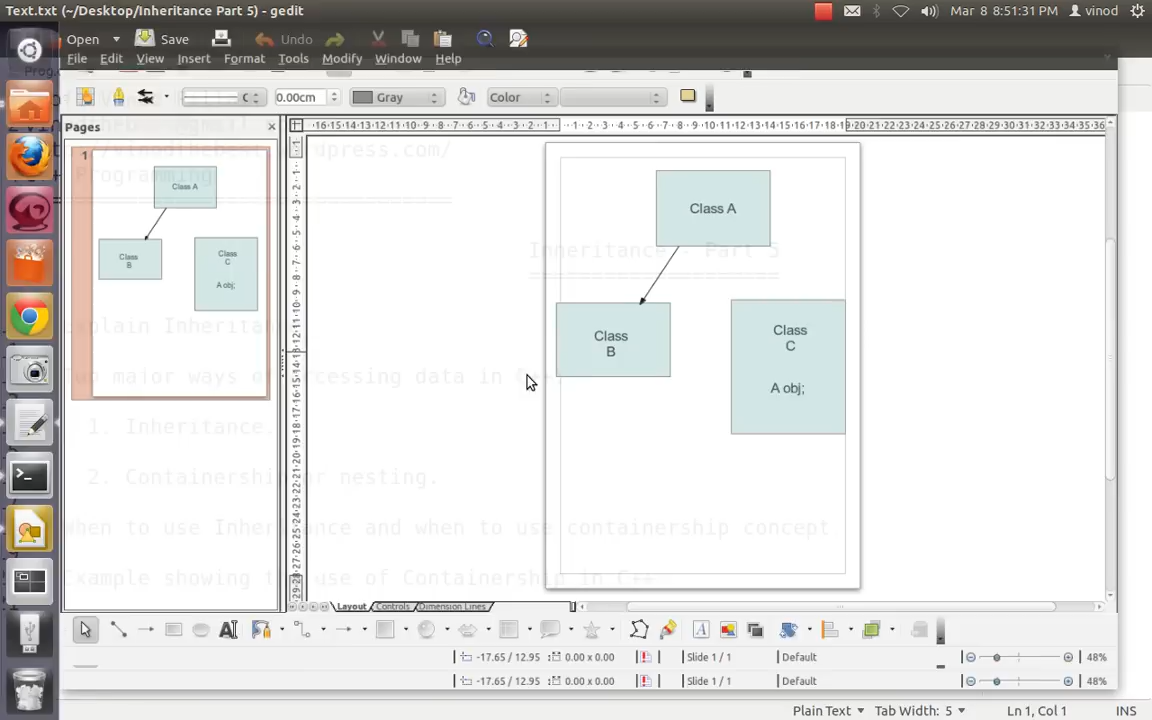 Text.txt (~/Desktop/Inheritance Part 5) - gedit
Mar 8 8:51:31 PM
vinod
Open
Save
Undo
File Edit View Insert Format Tools Modify Window Help
C
0.00cm
Gray
Color
Pages
1
Class A
Class
B
Class
C
A obj;
Class A
Class
B
Class
C
A obj;
Programming
Inheritance - Part 5
Explain Inheritance
Two major ways of accessing data in C++
1. Inheritance.
2. Containership or nesting.
When to use Inheritance and when to use containership concept
Example showing the use of Containership in C++
Layout Controls Dimension Lines
-17.65 / 12.95 0.00 x 0.00 Slide 1 / 1 Default 48%
-17.65 / 12.95 0.00 x 0.00 Slide 1 / 1 Default 48%
Plain Text Tab Width: 5 Ln 1, Col 1 INS